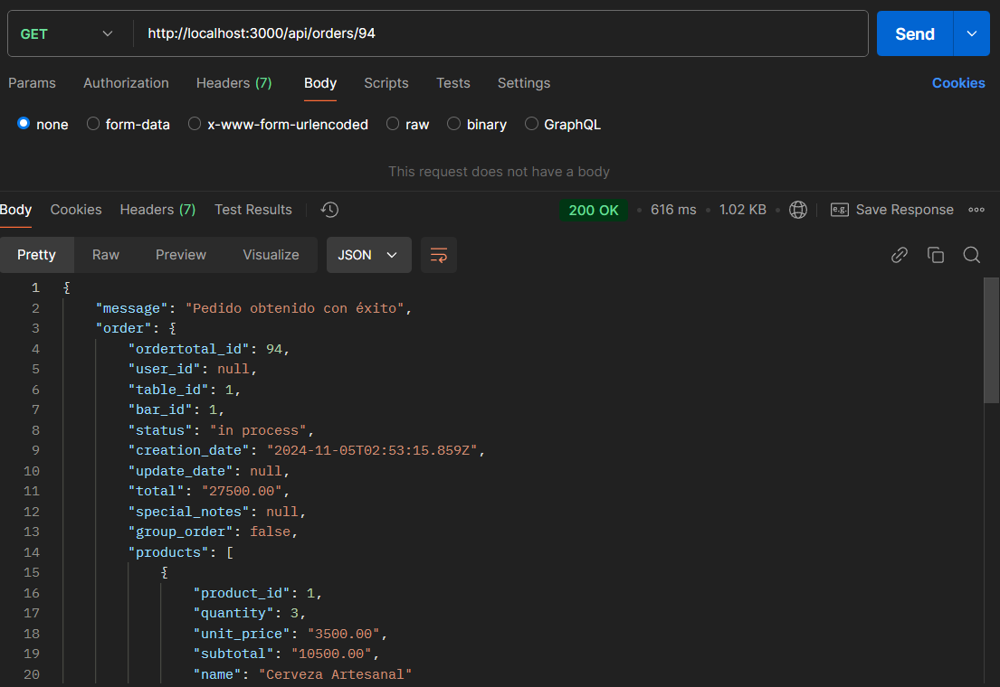 GET http://localhost:3000/api/orders/94 Send
Params Authorization Headers (7) Body Scripts Tests Settings Cookies
none form-data x-www-form-urlencoded raw binary GraphQL
This request does not have a body
Body Cookies Headers (7) Test Results 200 OK 616 ms 1.02 KB e.g. Save Response
Pretty Raw Preview Visualize JSON
1 {
2 "message": "Pedido obtenido con éxito",
3 "order": {
4 "ordertotal_id": 94,
5 "user_id": null,
6 "table_id": 1,
7 "bar_id": 1,
8 "status": "in process",
9 "creation_date": "2024-11-05T02:53:15.859Z",
10 "update_date": null,
11 "total": "27500.00",
12 "special_notes": null,
13 "group_order": false,
14 "products": [
15 {
16 "product_id": 1,
17 "quantity": 3,
18 "unit_price": "3500.00",
19 "subtotal": "10500.00",
20 "name": "Cerveza Artesanal"